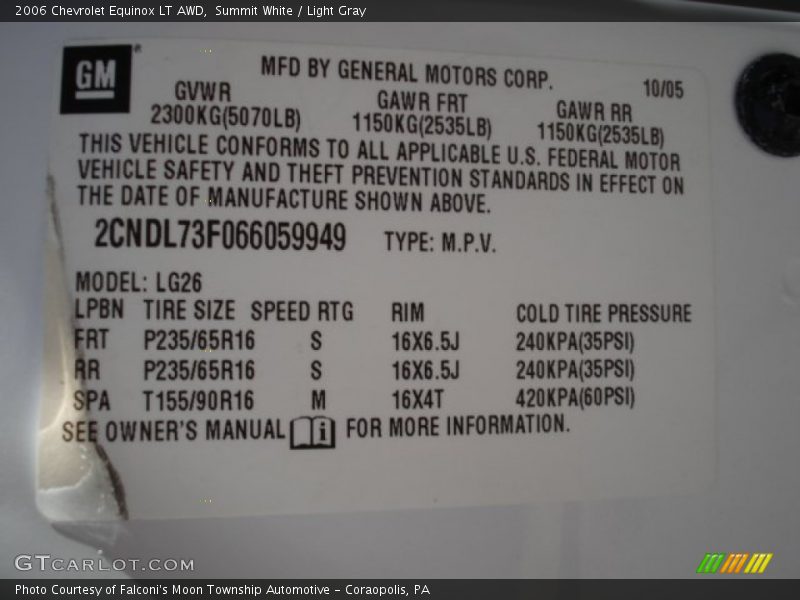 2006 Chevrolet Equinox LT AWD, Summit White / Light Gray
GM
MFD BY GENERAL MOTORS CORP.
10/05
GVWR GAWR FRT GAWR RR
2300KG(5070LB) 1150KG(2535LB) 1150KG(2535LB)
THIS VEHICLE CONFORMS TO ALL APPLICABLE U.S. FEDERAL MOTOR
VEHICLE SAFETY AND THEFT PREVENTION STANDARDS IN EFFECT ON
THE DATE OF MANUFACTURE SHOWN ABOVE.
2CNDL73F066059949 TYPE: M.P.V.
MODEL: LG26
LPBN TIRE SIZE SPEED RTG RIM COLD TIRE PRESSURE
FRT P235/65R16 S 16X6.5J 240KPA(35PSI)
RR P235/65R16 S 16X6.5J 240KPA(35PSI)
SPA T155/90R16 M 16X4T 420KPA(60PSI)
SEE OWNER'S MANUAL i FOR MORE INFORMATION.
GTCARLOT.COM
Photo Courtesy of Falconi's Moon Township Automotive - Coraopolis, PA